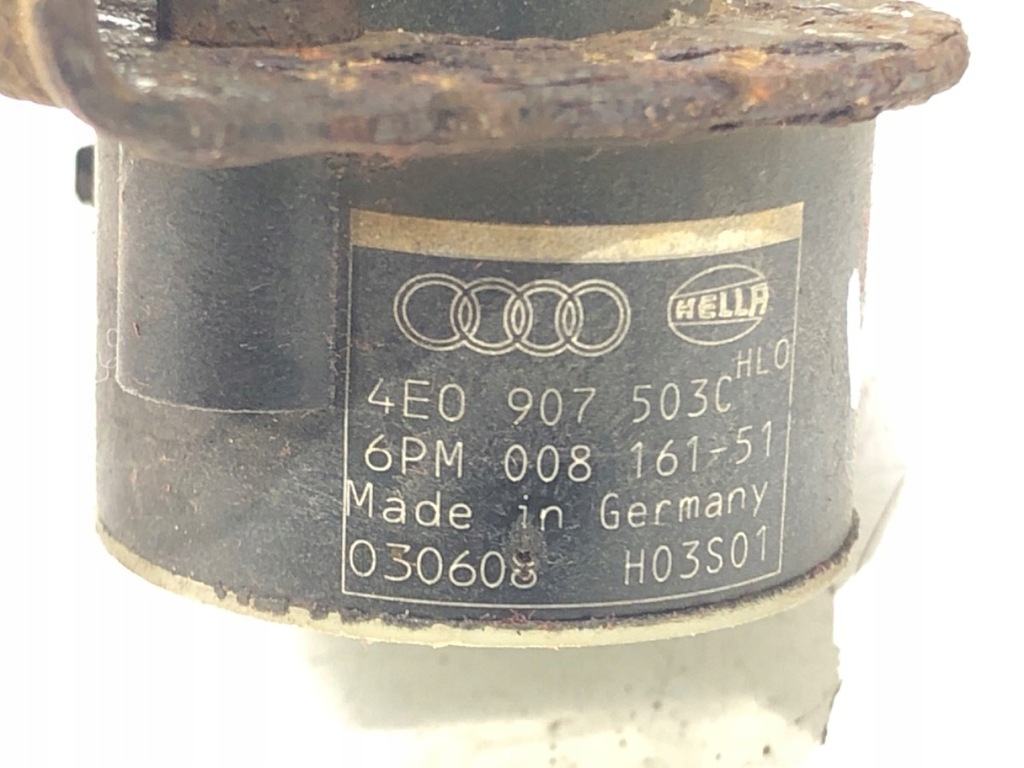 HELLA
4E0 907 503C HLO
6PM 008 161-51
Made in Germany
030608 H03S01